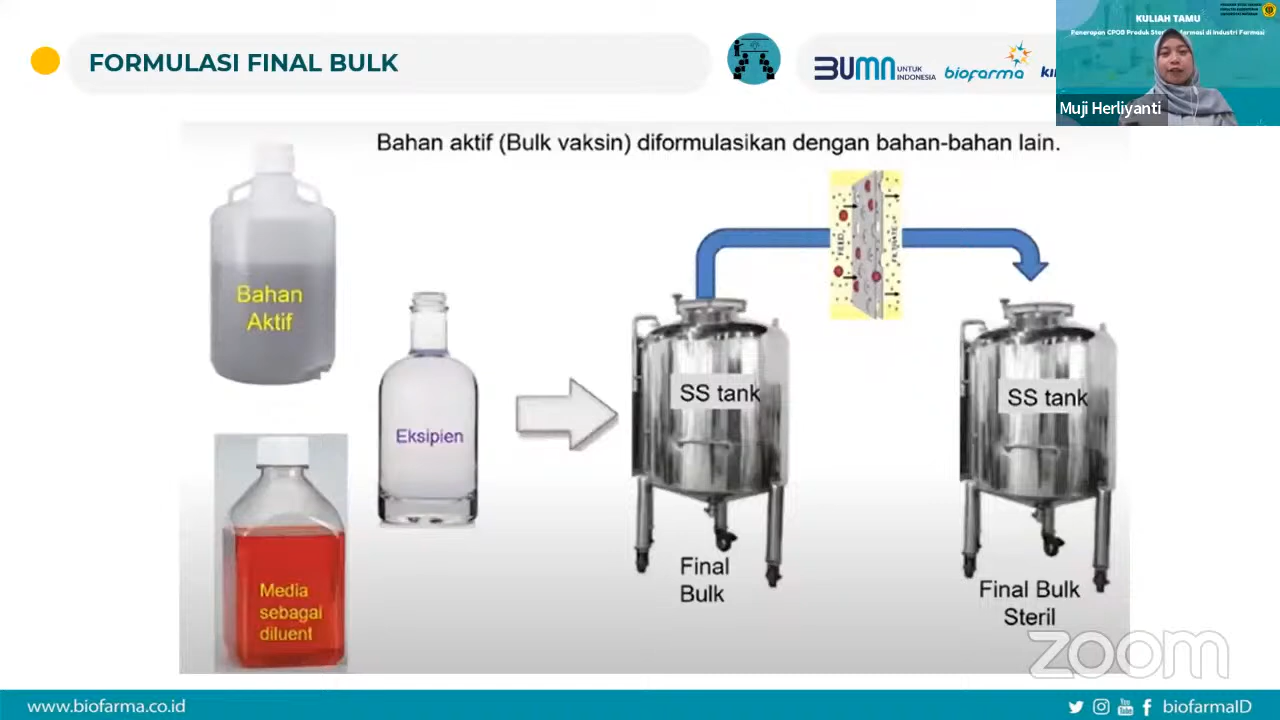 FORMULASI FINAL BULK
BUMN
UNTUK
INDONESIA
biofarma
KULIAH TAMU
Muji Herliyanti
Bahan aktif (Bulk vaksin) diformulasikan dengan bahan-bahan lain.
Bahan
Aktif
Eksipien
Media
sebagai
diluent
FEED
FILTRATE
SS tank
SS tank
Final
Bulk
Final Bulk
Steril
zoom
www.biofarma.co.id
biofarmaID